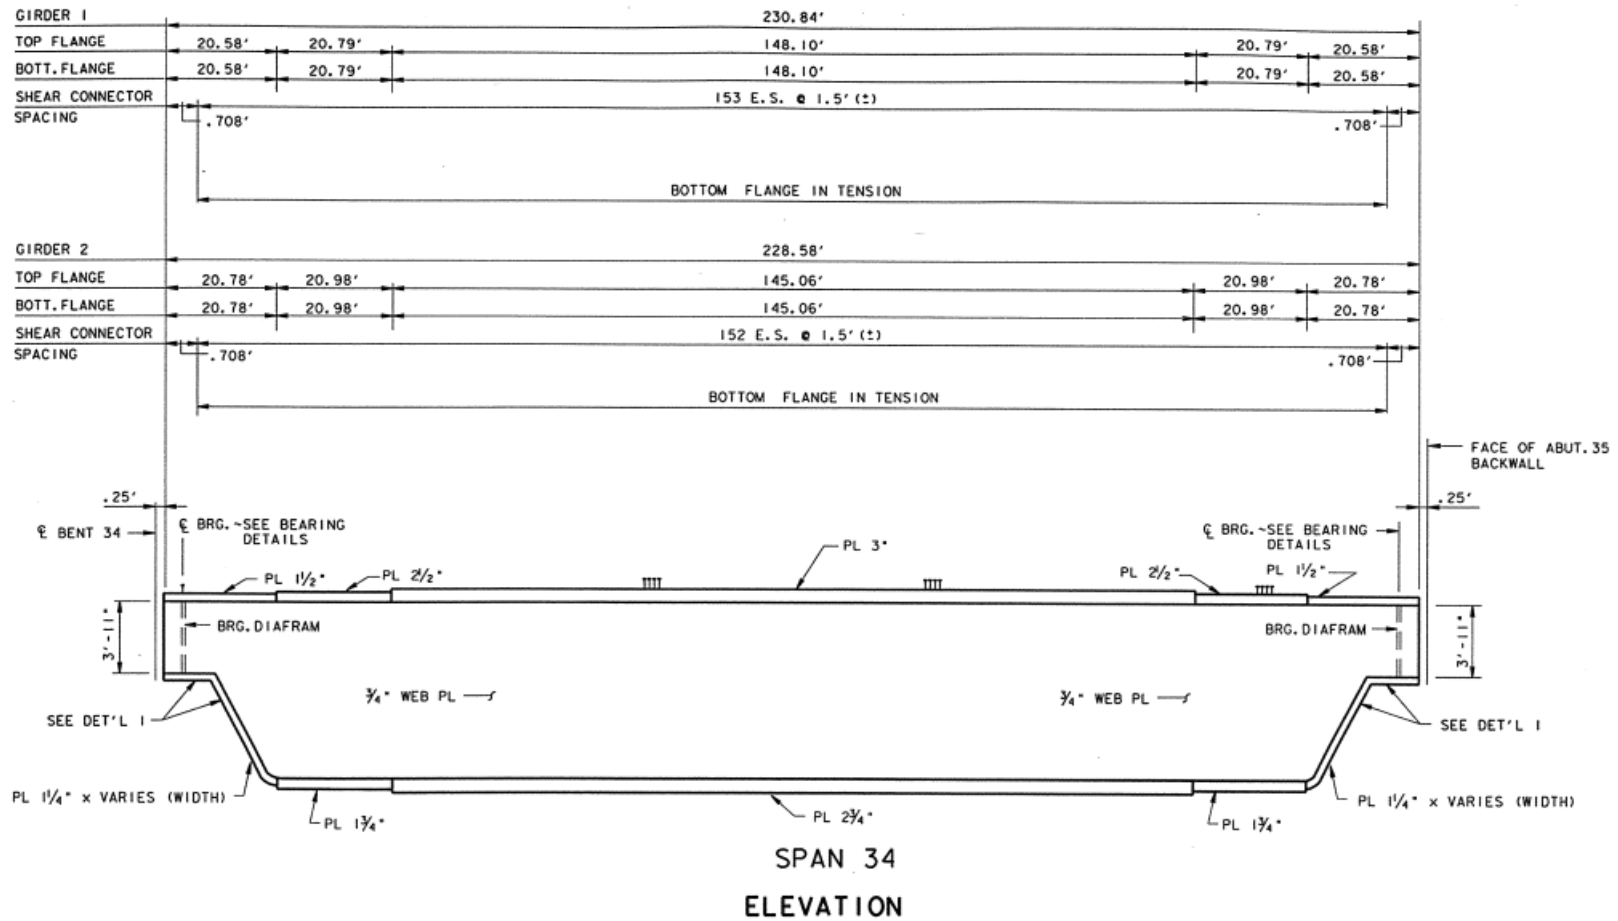 GIRDER 1 230.84'
TOP FLANGE 20.58' 20.79' 148.10' 20.79' 20.58'
BOTT.FLANGE 20.58' 20.79' 148.10' 20.79' 20.58'
SHEAR CONNECTOR 153 E.S. @ 1.5' (±)
SPACING .708' .708'
BOTTOM FLANGE IN TENSION
GIRDER 2 228.58'
TOP FLANGE 20.78' 20.98' 145.06' 20.98' 20.78'
BOTT.FLANGE 20.78' 20.98' 145.06' 20.98' 20.78'
SHEAR CONNECTOR 152 E.S. @ 1.5' (±)
SPACING .708' .708'
BOTTOM FLANGE IN TENSION
FACE OF ABUT.35
BACKWALL
.25' .25'
℄ BENT 34
℄ BRG.~SEE BEARING
DETAILS
℄ BRG.~SEE BEARING
DETAILS
PL 3"
PL 1½" PL 2½" PL 2½" PL 1½"
3'-11" BRG.DIAFRAM BRG.DIAFRAM 3'-11"
¾" WEB PL ¾" WEB PL
SEE DET'L 1 SEE DET'L 1
PL 1¼" x VARIES (WIDTH) PL 1¼" x VARIES (WIDTH)
PL 1¾" PL 2¾" PL 1¾"
SPAN 34
ELEVATION